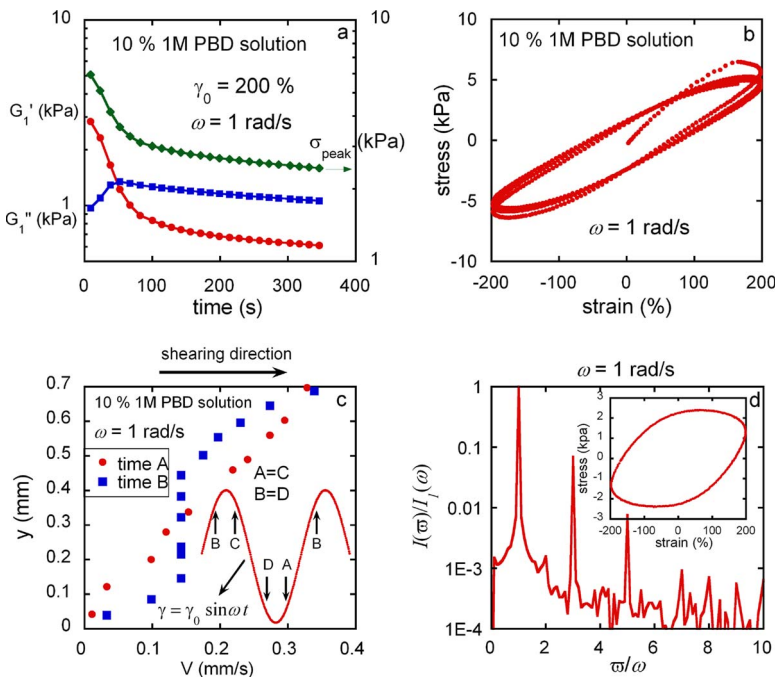 10
10 % 1M PBD solution
a
10
γ₀ = 200 %
ω = 1 rad/s
G₁' (kPa)
σpeak (kPa)
1
G₁'' (kPa)
1
0 100 200 300 400
time (s)
10
10 % 1M PBD solution
b
5
0
-5
-10
stress (kPa)
ω = 1 rad/s
-200 -100 0 100 200
strain (%)
shearing direction
0.7
10 % 1M PBD solution
c
0.6
ω = 1 rad/s
0.5
time A
time B
A=C
B=D
0.4
0.3
B C B
0.2
D A
0.1
γ = γ₀ sinωt
0
y (mm)
0 0.1 0.2 0.3 0.4
V (mm/s)
ω = 1 rad/s
1
d
0.1
0.01
1E-3
1E-4
I(ϖ)/I₁(ω)
3
2
1
0
-1
-2
-3
stress (kpa)
-200 -100 0 100 200
strain (%)
0 2 4 6 8 10
ϖ/ω